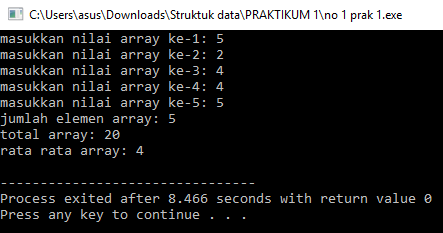 C:\Users\asus\Downloads\Struktuk data\PRAKTIKUM 1\no 1 prak 1.exe
masukkan nilai array ke-1: 5
masukkan nilai array ke-2: 2
masukkan nilai array ke-3: 4
masukkan nilai array ke-4: 4
masukkan nilai array ke-5: 5
jumlah elemen array: 5
total array: 20
rata rata array: 4
--------------------------------
Process exited after 8.466 seconds with return value 0
Press any key to continue . . .